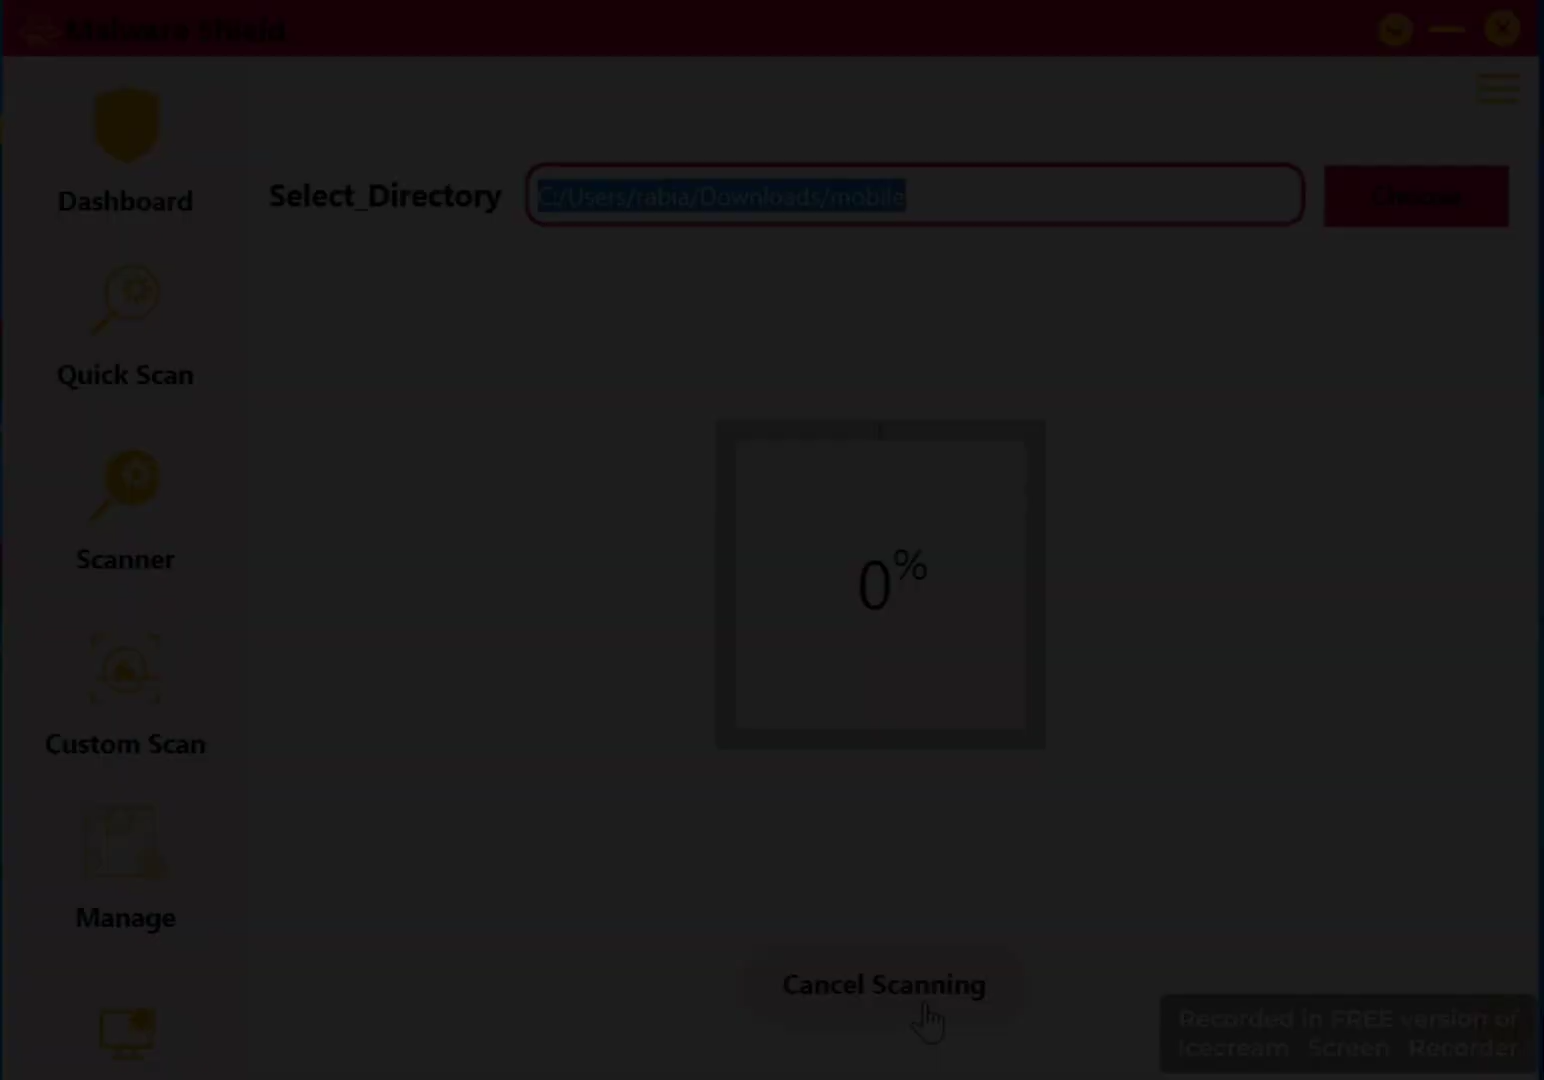 Malware Shield
Dashboard
Select_Directory
C:/Users/rabia/Downloads/mobile
Choose
Quick Scan
Scanner
0%
Custom Scan
Manage
Cancel Scanning
Recorded in FREE version of
Icecream Screen Recorder